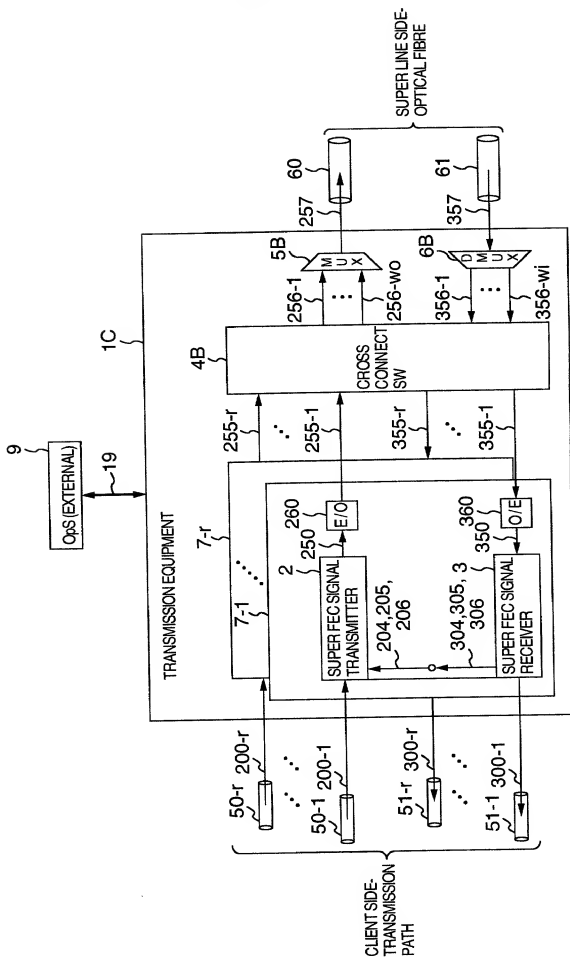 9
OpS (EXTERNAL)
19
1C
TRANSMISSION EQUIPMENT
7-r
7-1
2
SUPER FEC SIGNAL
TRANSMITTER
250
260
E/O
204,205,
206
304,305,
306
3
SUPER FEC SIGNAL
RECEIVER
350
360
O/E
255-r
255-1
355-r
355-1
4B
CROSS
CONNECT
SW
256-1
256-wo
5B
MUX
257
60
356-1
356-wi
6B
DMUX
357
61
SUPER LINE SIDE-
OPTICAL FIBRE
50-r
200-r
50-1
200-1
51-r
300-r
51-1
300-1
CLIENT SIDE-
TRANSMISSION
PATH